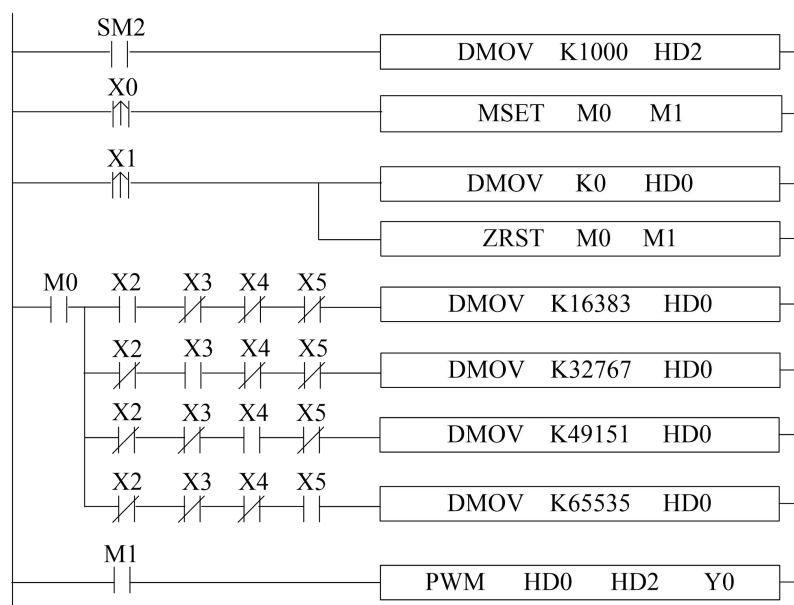 SM2
DMOV K1000 HD2
X0
MSET M0 M1
X1
DMOV K0 HD0
ZRST M0 M1
M0 X2 X3 X4 X5
DMOV K16383 HD0
X2 X3 X4 X5
DMOV K32767 HD0
X2 X3 X4 X5
DMOV K49151 HD0
X2 X3 X4 X5
DMOV K65535 HD0
M1
PWM HD0 HD2 Y0